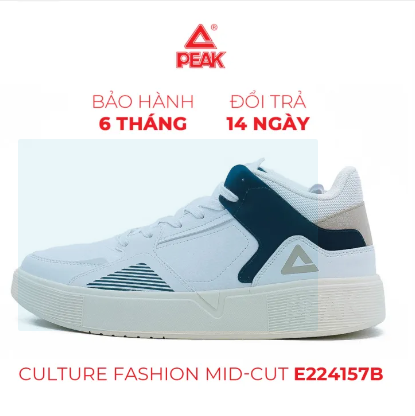 PEAK®
BẢO HÀNH ĐỔI TRẢ
6 THÁNG 14 NGÀY
CULTURE FASHION MID-CUT E224157B